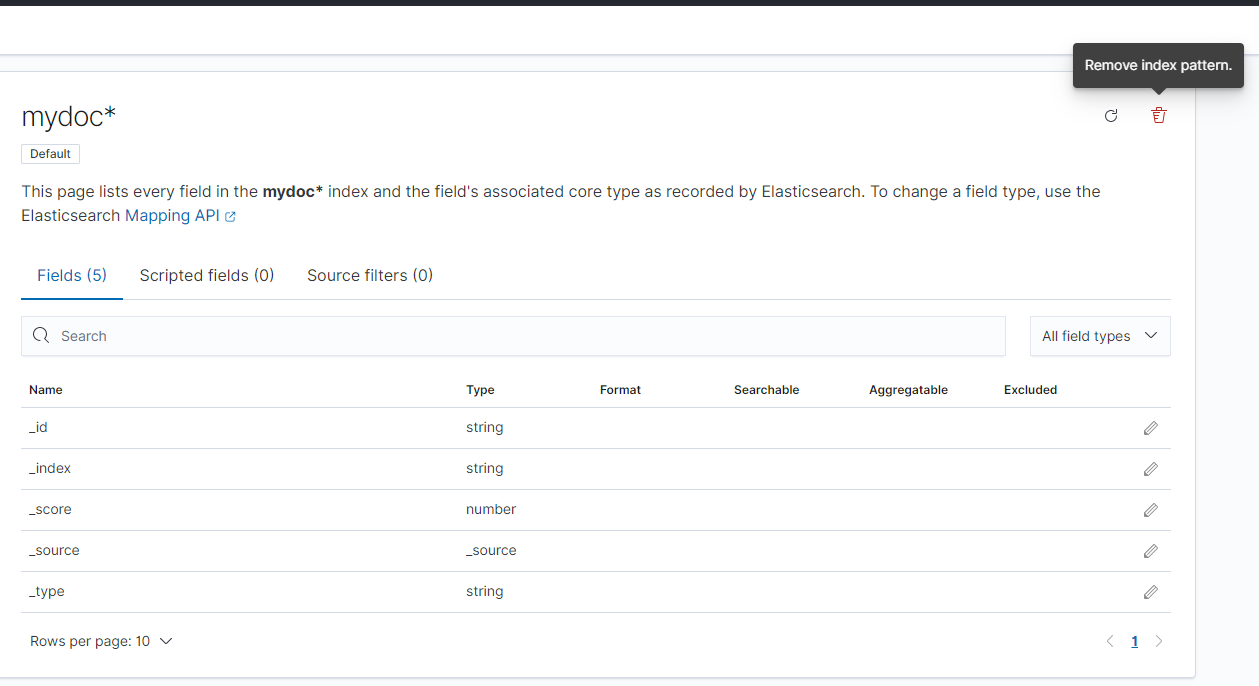 Remove index pattern.
mydoc*
Default
This page lists every field in the mydoc* index and the field's associated core type as recorded by Elasticsearch. To change a field type, use the
Elasticsearch Mapping API
Fields (5) Scripted fields (0) Source filters (0)
Search All field types
Name Type Format Searchable Aggregatable Excluded
_id string
_index string
_score number
_source _source
_type string
Rows per page: 10 1